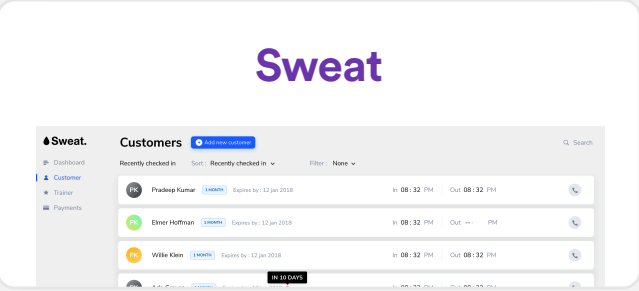 Sweat
Sweat.
Customers
Add new customer
Search
Dashboard
Customer
Trainer
Payments
Recently checked in
Sort : Recently checked in
Filter : None
PK Pradeep Kumar 1 MONTH Expires by : 12 jan 2018 In 08 : 32 PM Out 08 : 32 PM
PK Elmer Hoffman 1 MONTH Expires by : 12 jan 2018 In 08 : 32 PM Out -- : PM
PK Willie Klein 1 MONTH Expires by : 12 jan 2018 In 08 : 32 PM Out 08 : 32 PM
IN 10 DAYS